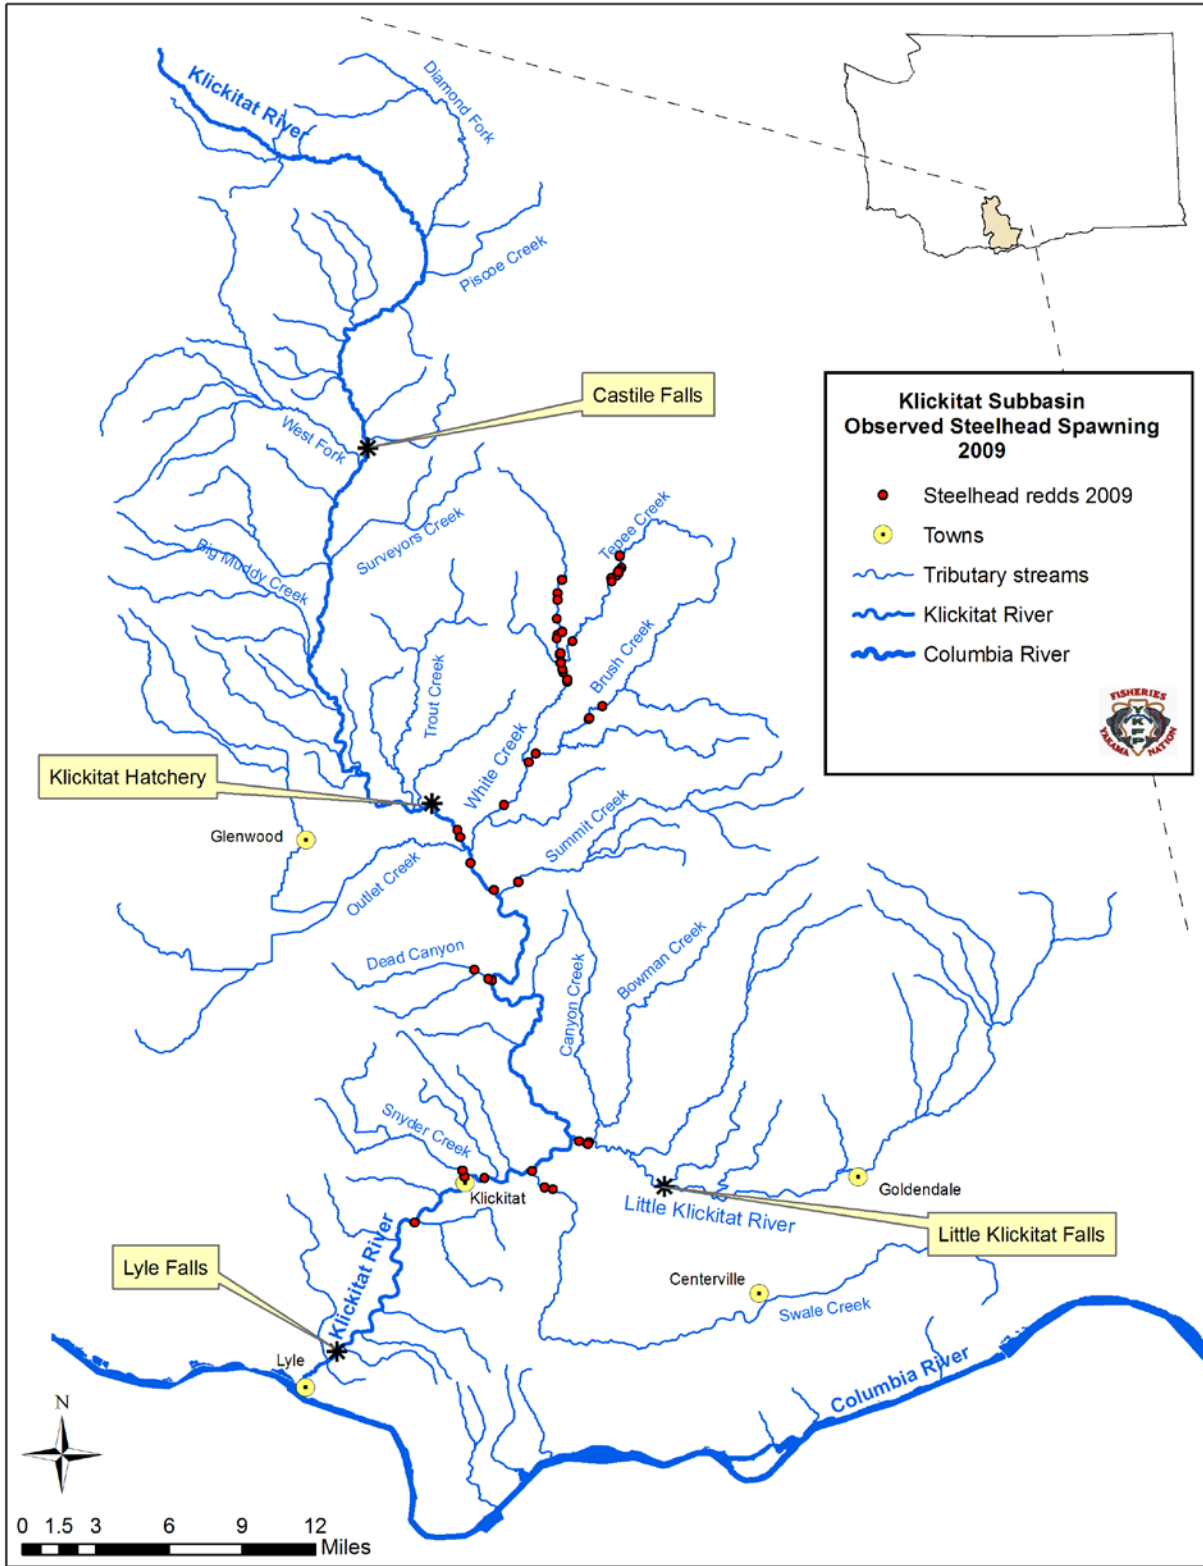 Klickitat River
Diamond Fork
Piscoe Creek
Castile Falls
West Fork
Klickitat Subbasin
Observed Steelhead Spawning
2009
Steelhead redds 2009
Towns
Tributary streams
Klickitat River
Columbia River
FISHERIES
YKFP
YAKAMA NATION
Surveyors Creek
Tepee Creek
Big Muddy Creek
Brush Creek
Trout Creek
White Creek
Klickitat Hatchery
Glenwood
Summit Creek
Outlet Creek
Dead Canyon
Canyon Creek
Bowman Creek
Snyder Creek
Klickitat
Goldendale
Little Klickitat River
Little Klickitat Falls
Lyle Falls
Klickitat River
Centerville
Swale Creek
Lyle
Columbia River
N
0 1.5 3 6 9 12
Miles